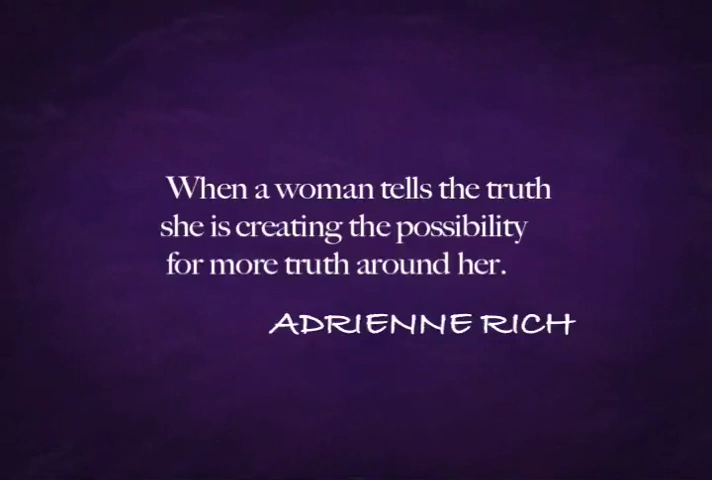 When a woman tells the truth
she is creating the possibility
for more truth around her.
ADRIENNE RICH